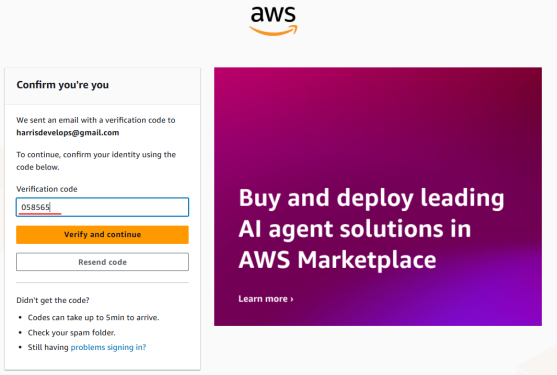 aws
Confirm you're you
We sent an email with a verification code to
harrisdevelops@gmail.com
To continue, confirm your identity using the
code below.
Verification code
058565
Verify and continue
Resend code
Didn't get the code?
• Codes can take up to 5min to arrive.
• Check your spam folder.
• Still having problems signing in?
Buy and deploy leading
AI agent solutions in
AWS Marketplace
Learn more ›